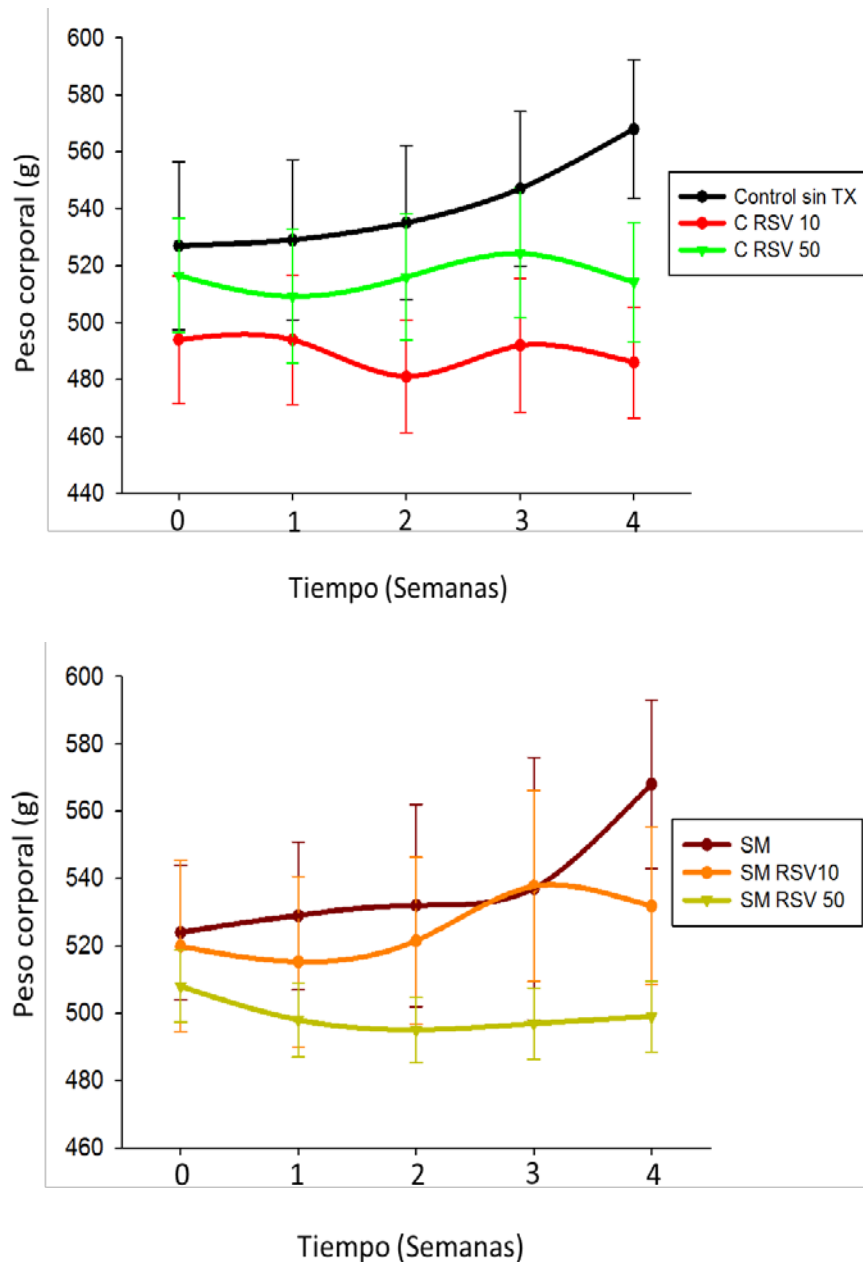 600
580
560
540
520
500
480
460
440
Peso corporal (g)
0 1 2 3 4
Tiempo (Semanas)
Control sin TX
C RSV 10
C RSV 50
600
580
560
540
520
500
480
460
Peso corporal (g)
0 1 2 3 4
Tiempo (Semanas)
SM
SM RSV10
SM RSV 50